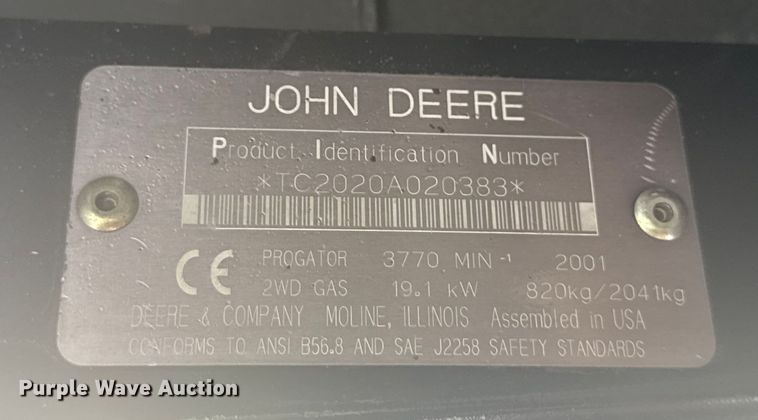 JOHN DEERE
Product Identification Number
*TC2020A020383*
CE PROGATOR 3770 MIN -1 2001
2WD GAS 19.1 kW 820kg/2041kg
DEERE & COMPANY MOLINE, ILLINOIS Assembled in USA
CONFORMS TO ANSI B56.8 AND SAE J2258 SAFETY STANDARDS
Purple Wave Auction